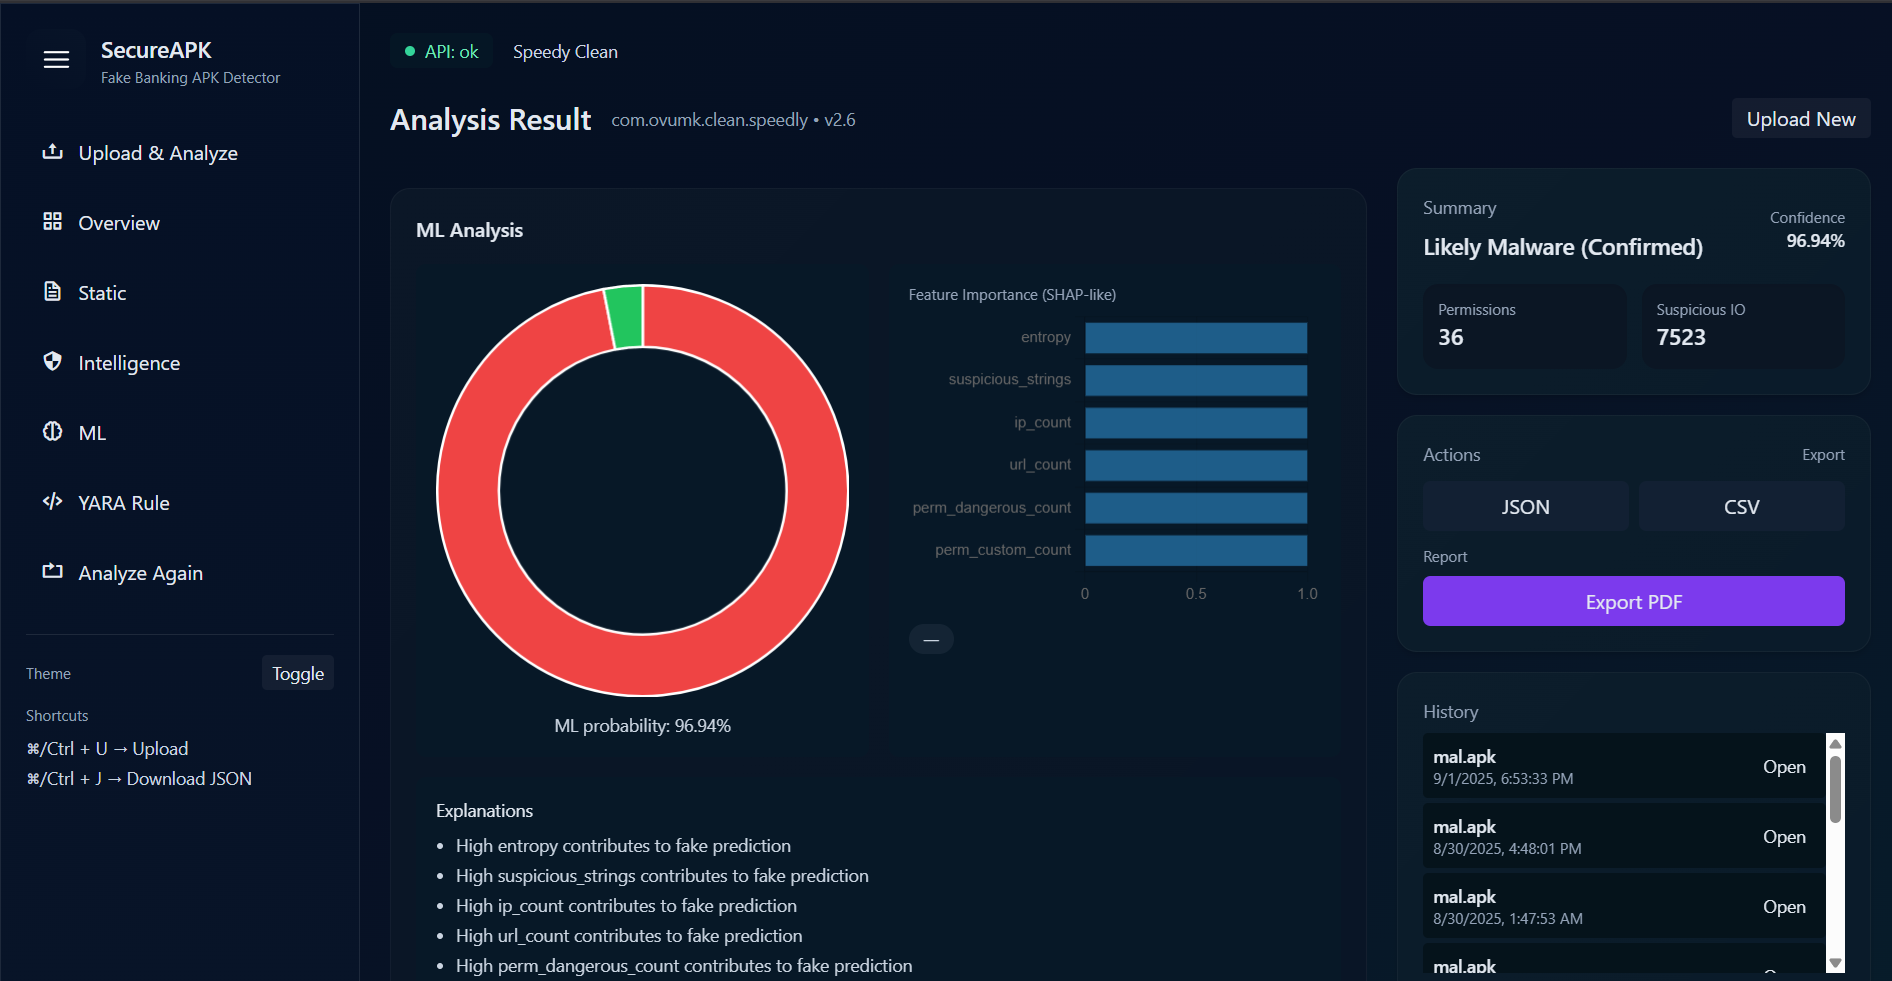 SecureAPK
Fake Banking APK Detector
Upload & Analyze
Overview
Static
Intelligence
ML
YARA Rule
Analyze Again
Theme
Toggle
Shortcuts
⌘/Ctrl + U → Upload
⌘/Ctrl + J → Download JSON
API: ok
Speedy Clean
Analysis Result
com.ovumk.clean.speedly • v2.6
Upload New
ML Analysis
ML probability: 96.94%
Feature Importance (SHAP-like)
entropy
suspicious_strings
ip_count
url_count
perm_dangerous_count
perm_custom_count
0 0.5 1.0
—
Explanations
• High entropy contributes to fake prediction
• High suspicious_strings contributes to fake prediction
• High ip_count contributes to fake prediction
• High url_count contributes to fake prediction
• High perm_dangerous_count contributes to fake prediction
Summary
Likely Malware (Confirmed)
Confidence
96.94%
Permissions
36
Suspicious IO
7523
Actions
Export
JSON
CSV
Report
Export PDF
History
mal.apk
9/1/2025, 6:53:33 PM
Open
mal.apk
8/30/2025, 4:48:01 PM
Open
mal.apk
8/30/2025, 1:47:53 AM
Open
mal.apk